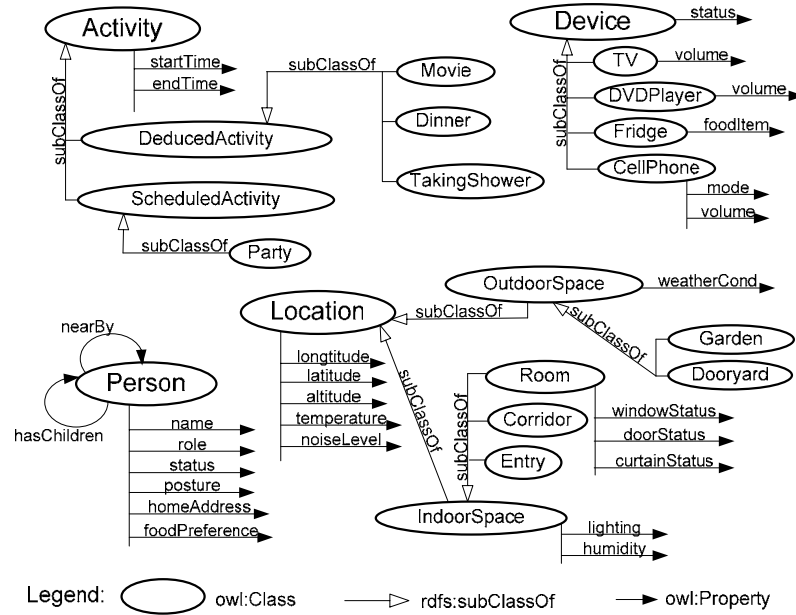 Activity
startTime
endTime
subClassOf
DeducedActivity
ScheduledActivity
subClassOf
Party
subClassOf
Movie
Dinner
TakingShower
Device
status
subClassOf
TV
volume
DVDPlayer
volume
Fridge
foodItem
CellPhone
mode
volume
nearBy
Person
hasChildren
name
role
status
posture
homeAddress
foodPreference
Location
longtitude
latitude
altitude
temperature
noiseLevel
subClassOf
OutdoorSpace
weatherCond
subClassOf
Garden
Dooryard
subClassOf
subClassOf
Room
Corridor
Entry
windowStatus
doorStatus
curtainStatus
IndoorSpace
lighting
humidity
Legend: owl:Class rdfs:subClassOf owl:Property